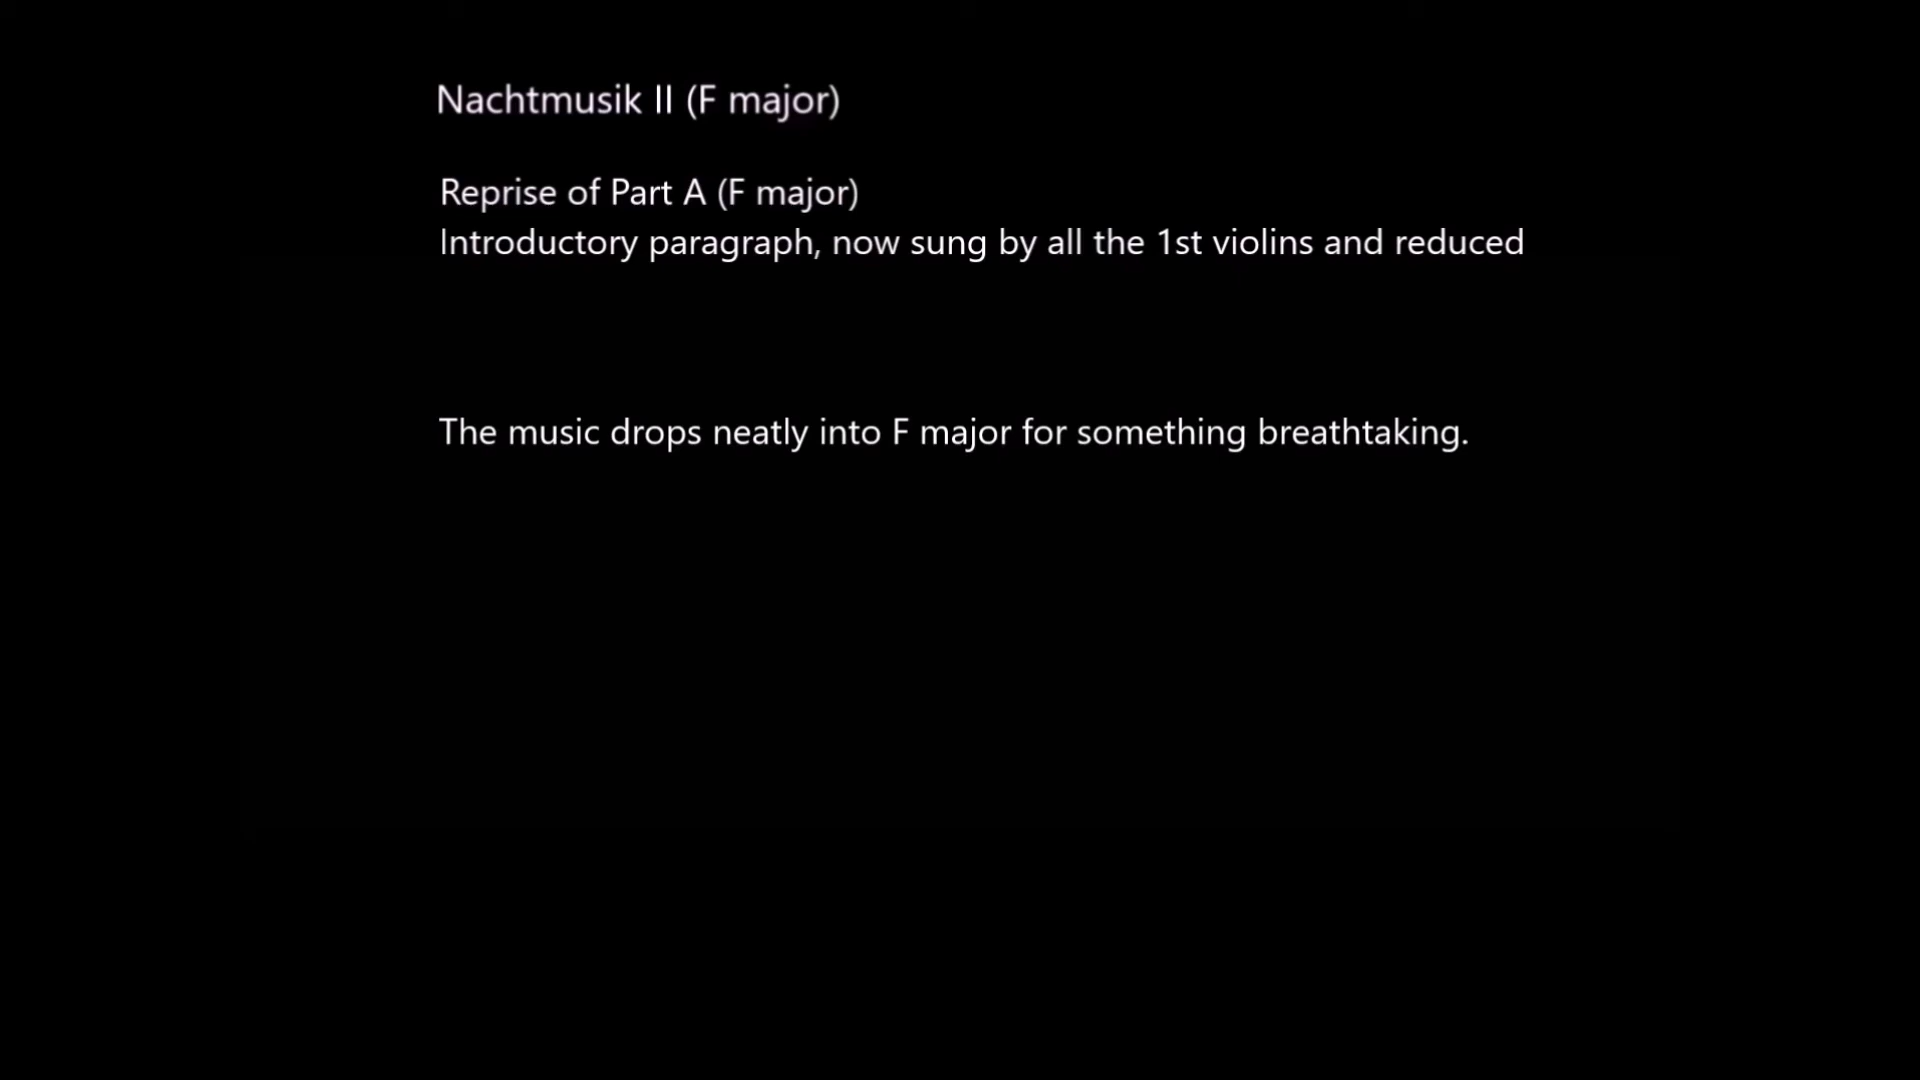 Nachtmusik II (F major)
Reprise of Part A (F major)
Introductory paragraph, now sung by all the 1st violins and reduced
The music drops neatly into F major for something breathtaking.